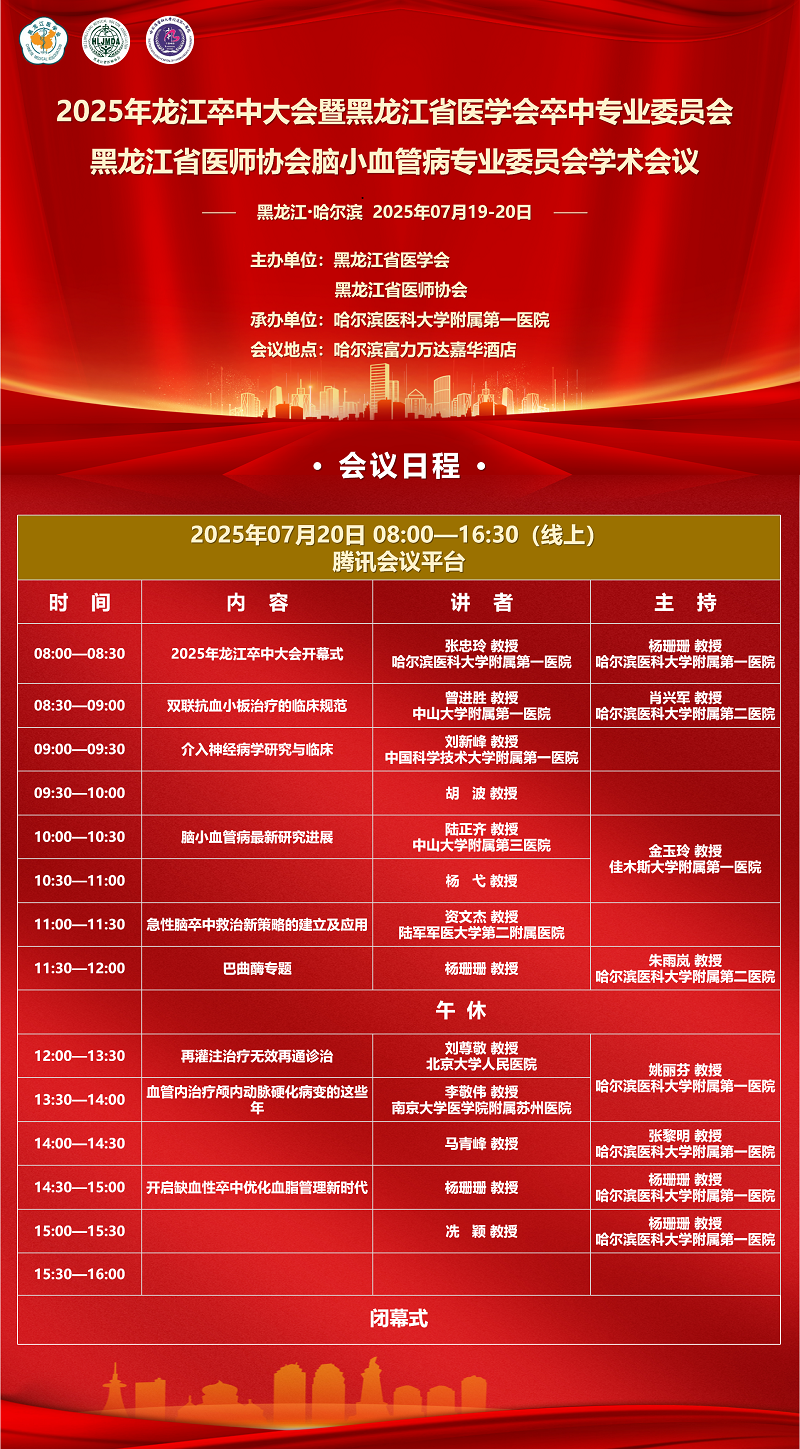 HLJMDA
2025年龙江卒中大会暨黑龙江省医学会卒中专业委员会
黑龙江省医师协会脑小血管病专业委员会学术会议
黑龙江·哈尔滨 2025年07月19-20日
主办单位：黑龙江省医学会
黑龙江省医师协会
承办单位：哈尔滨医科大学附属第一医院
会议地点：哈尔滨富力万达嘉华酒店
• 会议日程 •
2025年07月20日 08:00—16:30（线上）
腾讯会议平台
时 间 内 容 讲 者 主 持
08:00—08:30 2025年龙江卒中大会开幕式
张忠玲 教授
哈尔滨医科大学附属第一医院
杨珊珊 教授
哈尔滨医科大学附属第一医院
08:30—09:00 双联抗血小板治疗的临床规范
曾进胜 教授
中山大学附属第一医院
肖兴军 教授
哈尔滨医科大学附属第二医院
09:00—09:30 介入神经病学研究与临床
刘新峰 教授
中国科学技术大学附属第一医院
09:30—10:00 胡 波 教授
10:00—10:30 脑小血管病最新研究进展
陆正齐 教授
中山大学附属第三医院
金玉玲 教授
佳木斯大学附属第一医院
10:30—11:00 杨 弋 教授
11:00—11:30 急性脑卒中救治新策略的建立及应用
资文杰 教授
陆军军医大学第二附属医院
11:30—12:00 巴曲酶专题 杨珊珊 教授
朱雨岚 教授
哈尔滨医科大学附属第二医院
午 休
12:00—13:30 再灌注治疗无效再通诊治
刘尊敬 教授
北京大学人民医院
姚丽芬 教授
哈尔滨医科大学附属第一医院
13:30—14:00
血管内治疗颅内动脉硬化病变的这些
年
李敬伟 教授
南京大学医学院附属苏州医院
14:00—14:30 马青峰 教授
张黎明 教授
哈尔滨医科大学附属第一医院
14:30—15:00 开启缺血性卒中优化血脂管理新时代 杨珊珊 教授
杨珊珊 教授
哈尔滨医科大学附属第一医院
15:00—15:30 冼 颖 教授
杨珊珊 教授
哈尔滨医科大学附属第一医院
15:30—16:00
闭幕式